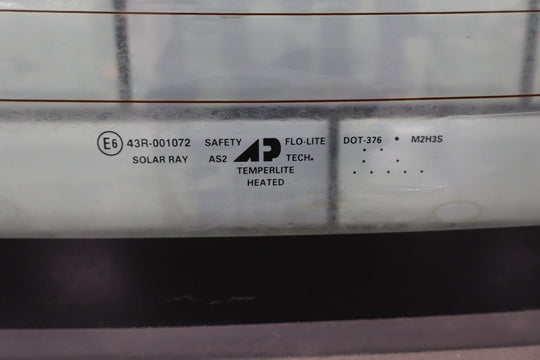 E6 43R-001072 SAFETY AP FLO-LITE DOT-376 • M2H3S
SOLAR RAY AS2 TECH.
TEMPERLITE
HEATED